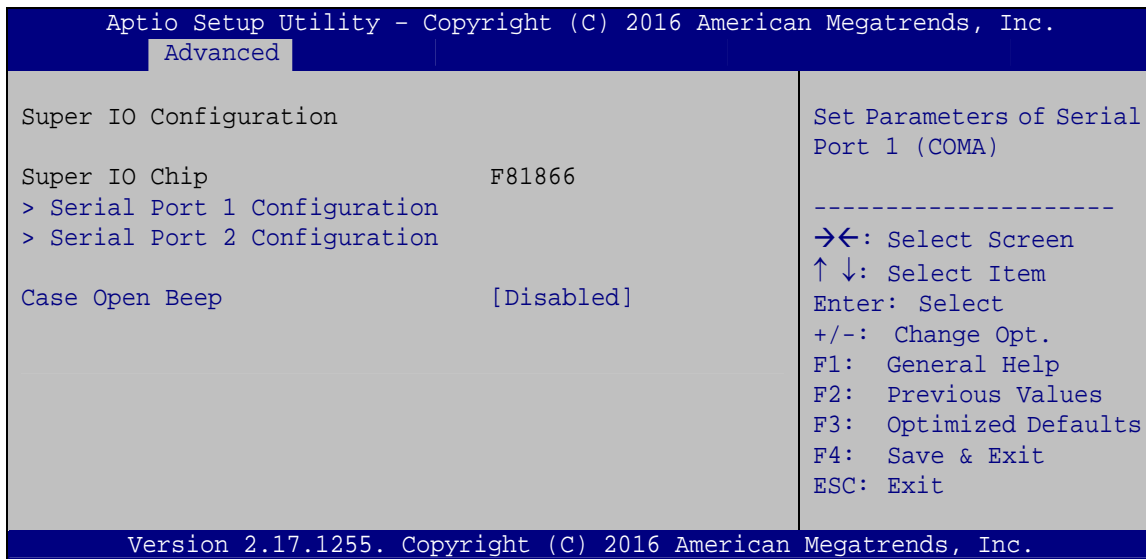 Aptio Setup Utility – Copyright (C) 2016 American Megatrends, Inc.
Advanced
Super IO Configuration
Super IO Chip F81866
> Serial Port 1 Configuration
> Serial Port 2 Configuration
Case Open Beep [Disabled]
Set Parameters of Serial
Port 1 (COMA)
---------------------
→←: Select Screen
↑ ↓: Select Item
Enter: Select
+/-: Change Opt.
F1: General Help
F2: Previous Values
F3: Optimized Defaults
F4: Save & Exit
ESC: Exit
Version 2.17.1255. Copyright (C) 2016 American Megatrends, Inc.